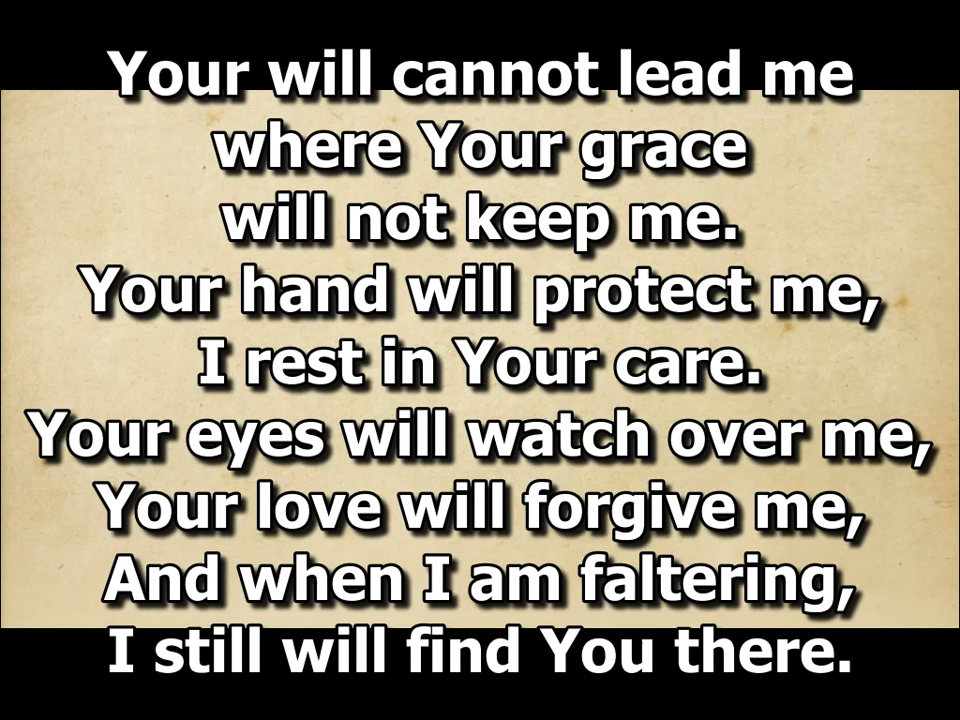 Your will cannot lead me
where Your grace
will not keep me.
Your hand will protect me,
I rest in Your care.
Your eyes will watch over me,
Your love will forgive me,
And when I am faltering,
I still will find You there.